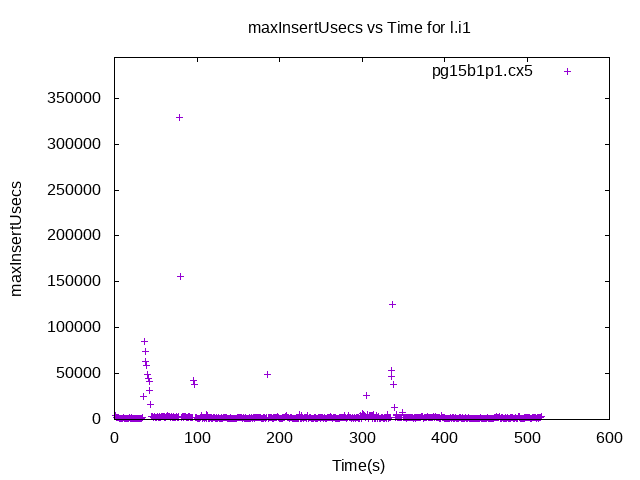 maxInsertUsecs vs Time for l.i1
pg15b1p1.cx5
maxInsertUsecs
350000
300000
250000
200000
150000
100000
50000
0
0 100 200 300 400 500 600
Time(s)